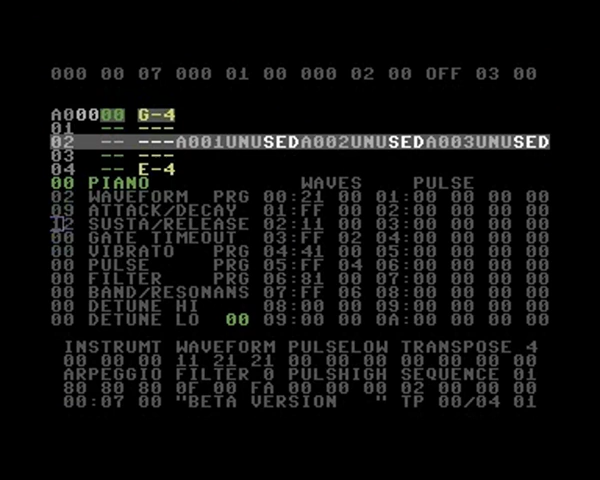 000 00 07 000 01 00 000 02 00 OFF 03 00
A00000 G-4
01 -- ---
02 -- ---A001UNUSEDA002UNUSEDA003UNUSED
03 -- ---
04 -- E-4
00 PIANO WAVES PULSE
02 WAVEFORM PRG 00:21 00 01:00 00 00 00
09 ATTACK/DECAY 01:FF 00 02:00 00 00 00
12 SUSTA/RELEASE 02:11 00 03:00 00 00 00
00 GATE TIMEOUT 03:FF 02 04:00 00 00 00
00 VIBRATO PRG 04:41 00 05:00 00 00 00
00 PULSE PRG 05:FF 04 06:00 00 00 00
00 FILTER PRG 06:81 00 07:00 00 00 00
00 BAND/RESONANS 07:FF 06 08:00 00 00 00
00 DETUNE HI 08:00 00 09:00 00 00 00
00 DETUNE LO 00 09:00 00 0A:00 00 00 00
INSTRUMT WAVEFORM PULSELOW TRANSPOSE 4
00 00 00 11 21 21 00 00 00 00 00 00 00
ARPEGGIO FILTER 0 PULSHIGH SEQUENCE 01
80 80 80 0F 00 FA 00 00 00 02 00 00 00
00:07 00 "BETA VERSION " TP 00/04 01